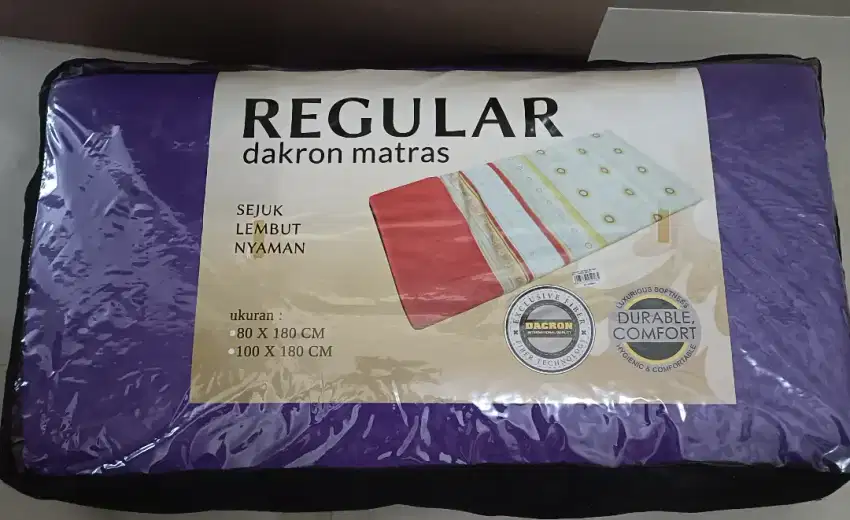 REGULAR
dakron matras
SEJUK
LEMBUT
NYAMAN
ukuran :
80 X 180 CM
100 X 180 CM
EXCLUSIVE FIBER
DACRON
FIBER TECHNOLOGY
LUXURIOUS SOFTNESS
DURABLE,
COMFORT
HYGIENIC & COMFORTABLE